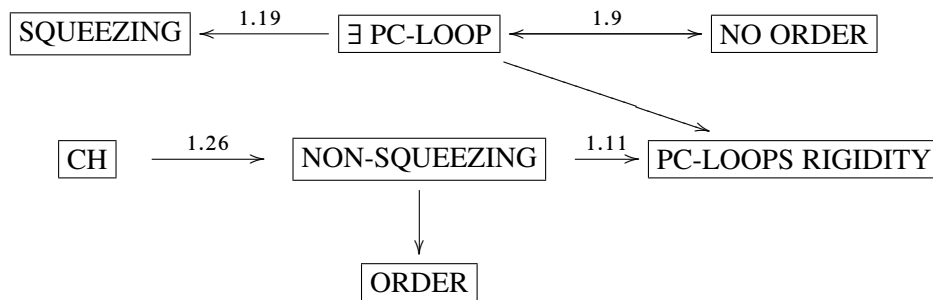 1.19 1.9
SQUEEZING ∃ PC-LOOP NO ORDER
1.26 1.11
CH NON-SQUEEZING PC-LOOPS RIGIDITY
ORDER